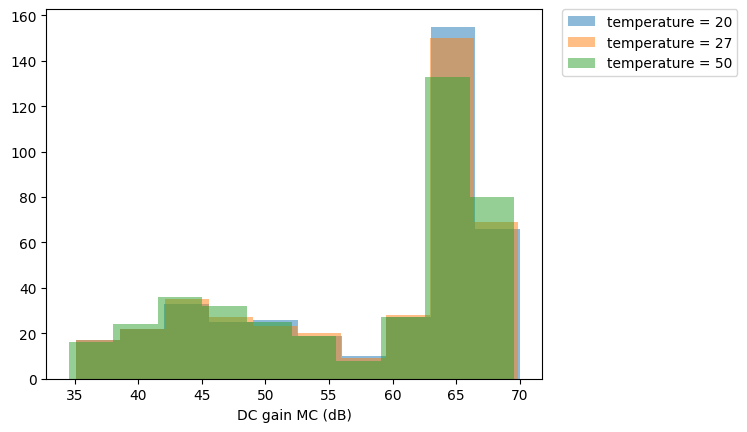 160
140
120
100
80
60
40
20
0
35 40 45 50 55 60 65 70
DC gain MC (dB)
temperature = 20
temperature = 27
temperature = 50